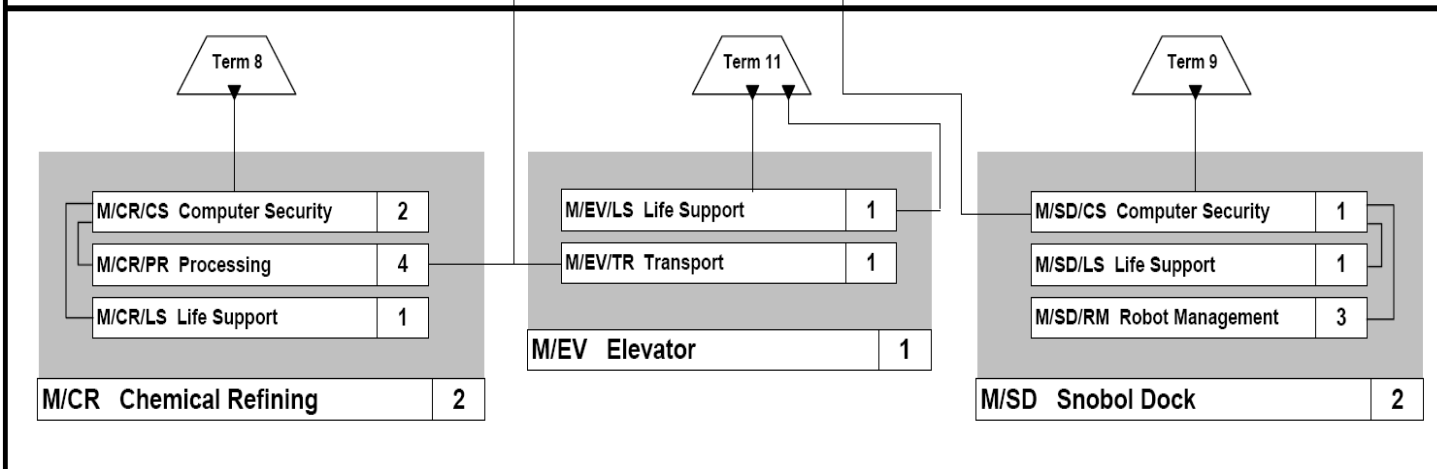 Term 8
Term 11
Term 9
M/CR/CS Computer Security 2
M/CR/PR Processing 4
M/CR/LS Life Support 1
M/CR Chemical Refining 2
M/EV/LS Life Support 1
M/EV/TR Transport 1
M/EV Elevator 1
M/SD/CS Computer Security 1
M/SD/LS Life Support 1
M/SD/RM Robot Management 3
M/SD Snobol Dock 2